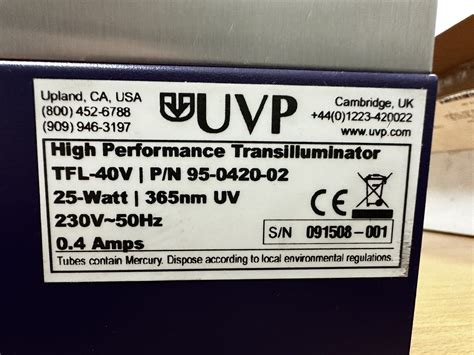 Upland, CA, USA
(800) 452-6788
(909) 946-3197
UVP
Cambridge, UK
+44(0)1223-420022
www.uvp.com
High Performance Transilluminator
TFL-40V | P/N 95-0420-02
25-Watt | 365nm UV
230V~50Hz
0.4 Amps
CE
S/N 091508-001
Tubes contain Mercury. Dispose according to local environmental regulations.